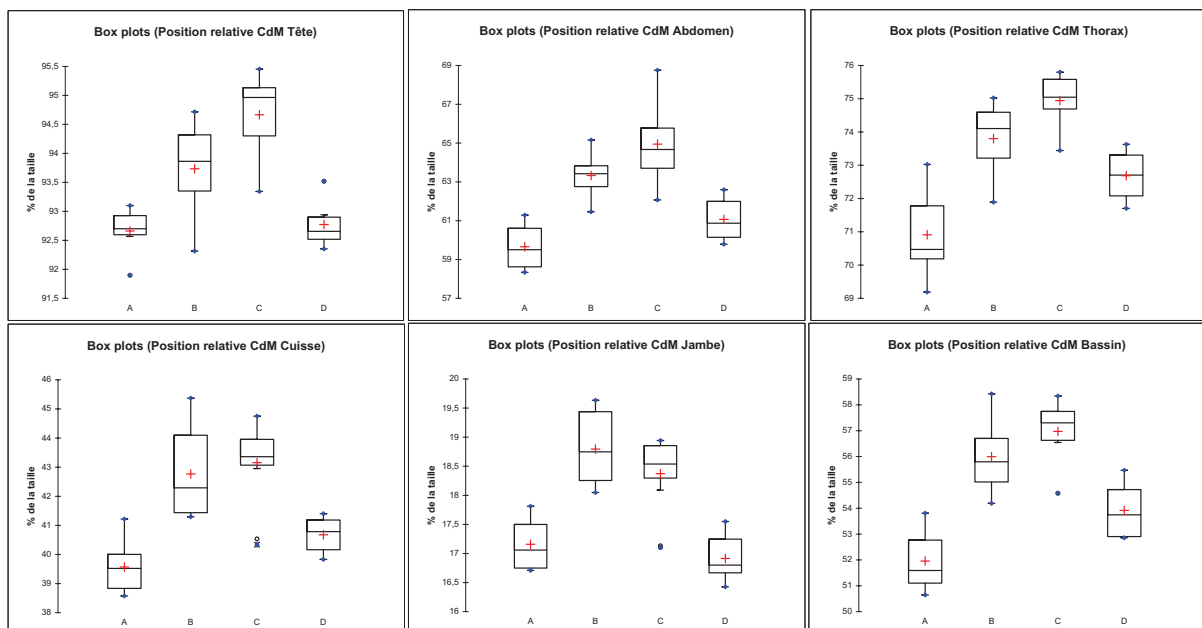 Box plots (Position relative CdM Tête)
% de la taille
95,5
95
94,5
94
93,5
93
92,5
92
91,5
A B C D
Box plots (Position relative CdM Abdomen)
% de la taille
69
67
65
63
61
59
57
A B C D
Box plots (Position relative CdM Thorax)
% de la taille
76
75
74
73
72
71
70
69
A B C D
Box plots (Position relative CdM Cuisse)
% de la taille
46
45
44
43
42
41
40
39
38
A B C D
Box plots (Position relative CdM Jambe)
% de la taille
20
19,5
19
18,5
18
17,5
17
16,5
16
A B C D
Box plots (Position relative CdM Bassin)
% de la taille
59
58
57
56
55
54
53
52
51
50
A B C D